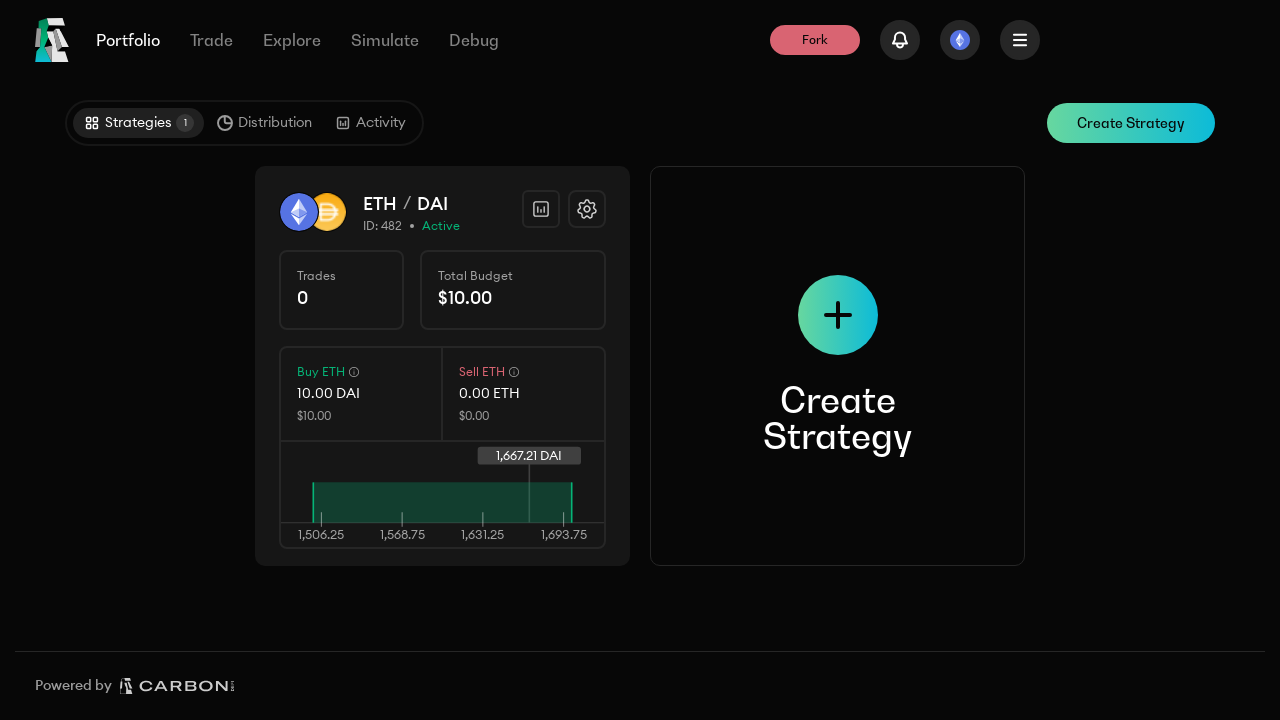 Portfolio Trade Explore Simulate Debug Fork
Strategies 1 Distribution Activity Create Strategy
ETH / DAI
ID: 482 • Active
Trades
0
Total Budget
$10.00
Buy ETH
10.00 DAI
$10.00
Sell ETH
0.00 ETH
$0.00
1,667.21 DAI
1,506.25 1,568.75 1,631.25 1,693.75
Create
Strategy
Powered by CARBON